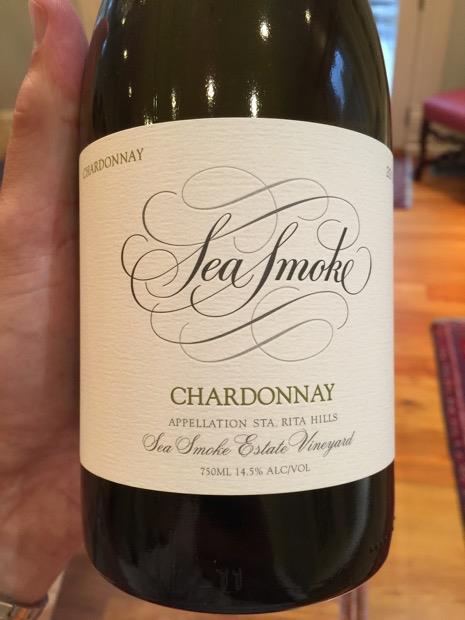 CHARDONNAY
Sea Smoke
CHARDONNAY
APPELLATION STA. RITA HILLS
Sea Smoke Estate Vineyard
750ML 14.5% ALC/VOL